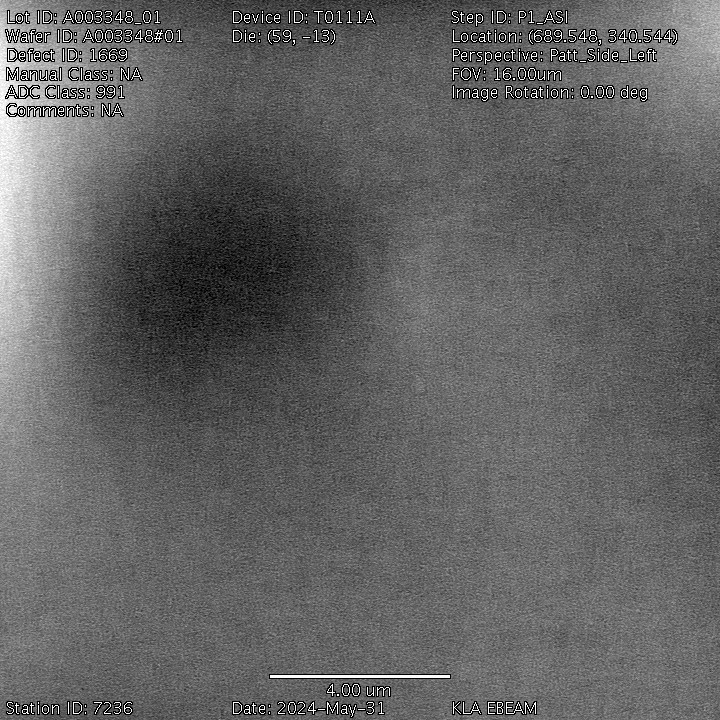 Lot ID: A003348_01 Device ID: T0111A Step ID: P1_ASI
Wafer ID: A003348#01 Die: (59, -13) Location: (689.548, 340.544)
Defect ID: 1669 Perspective: Patt_Side_Left
Manual Class: NA FOV: 16.00um
ADC Class: 991 Image Rotation: 0.00 deg
Comments: NA
4.00 um
Station ID: 7236 Date: 2024-May-31 KLA EBEAM